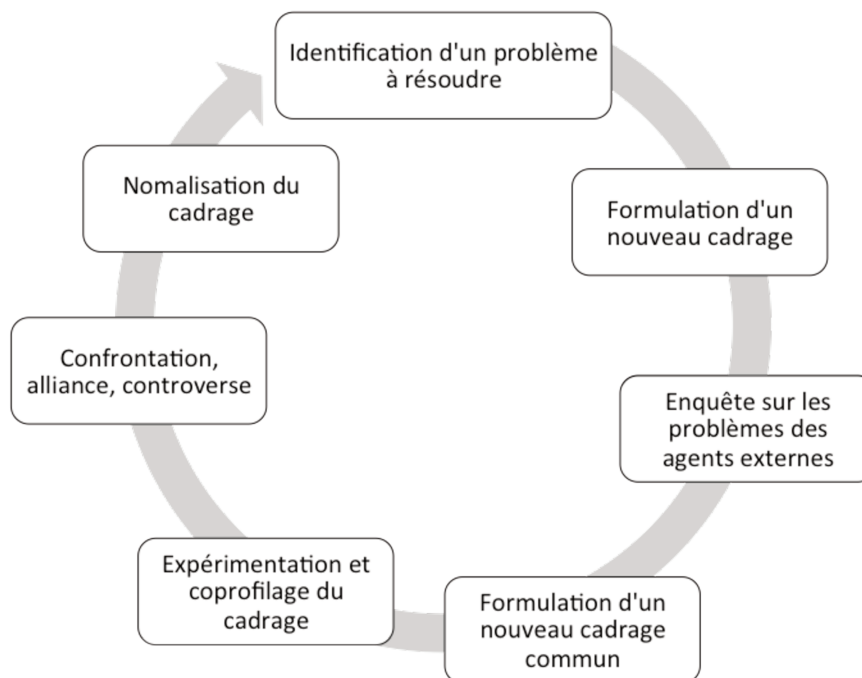 Identification d'un problème
à résoudre
Formulation d'un
nouveau cadrage
Enquête sur les
problèmes des
agents externes
Formulation d'un
nouveau cadrage
commun
Expérimentation et
coprofilage du
cadrage
Confrontation,
alliance, controverse
Nomalisation du
cadrage